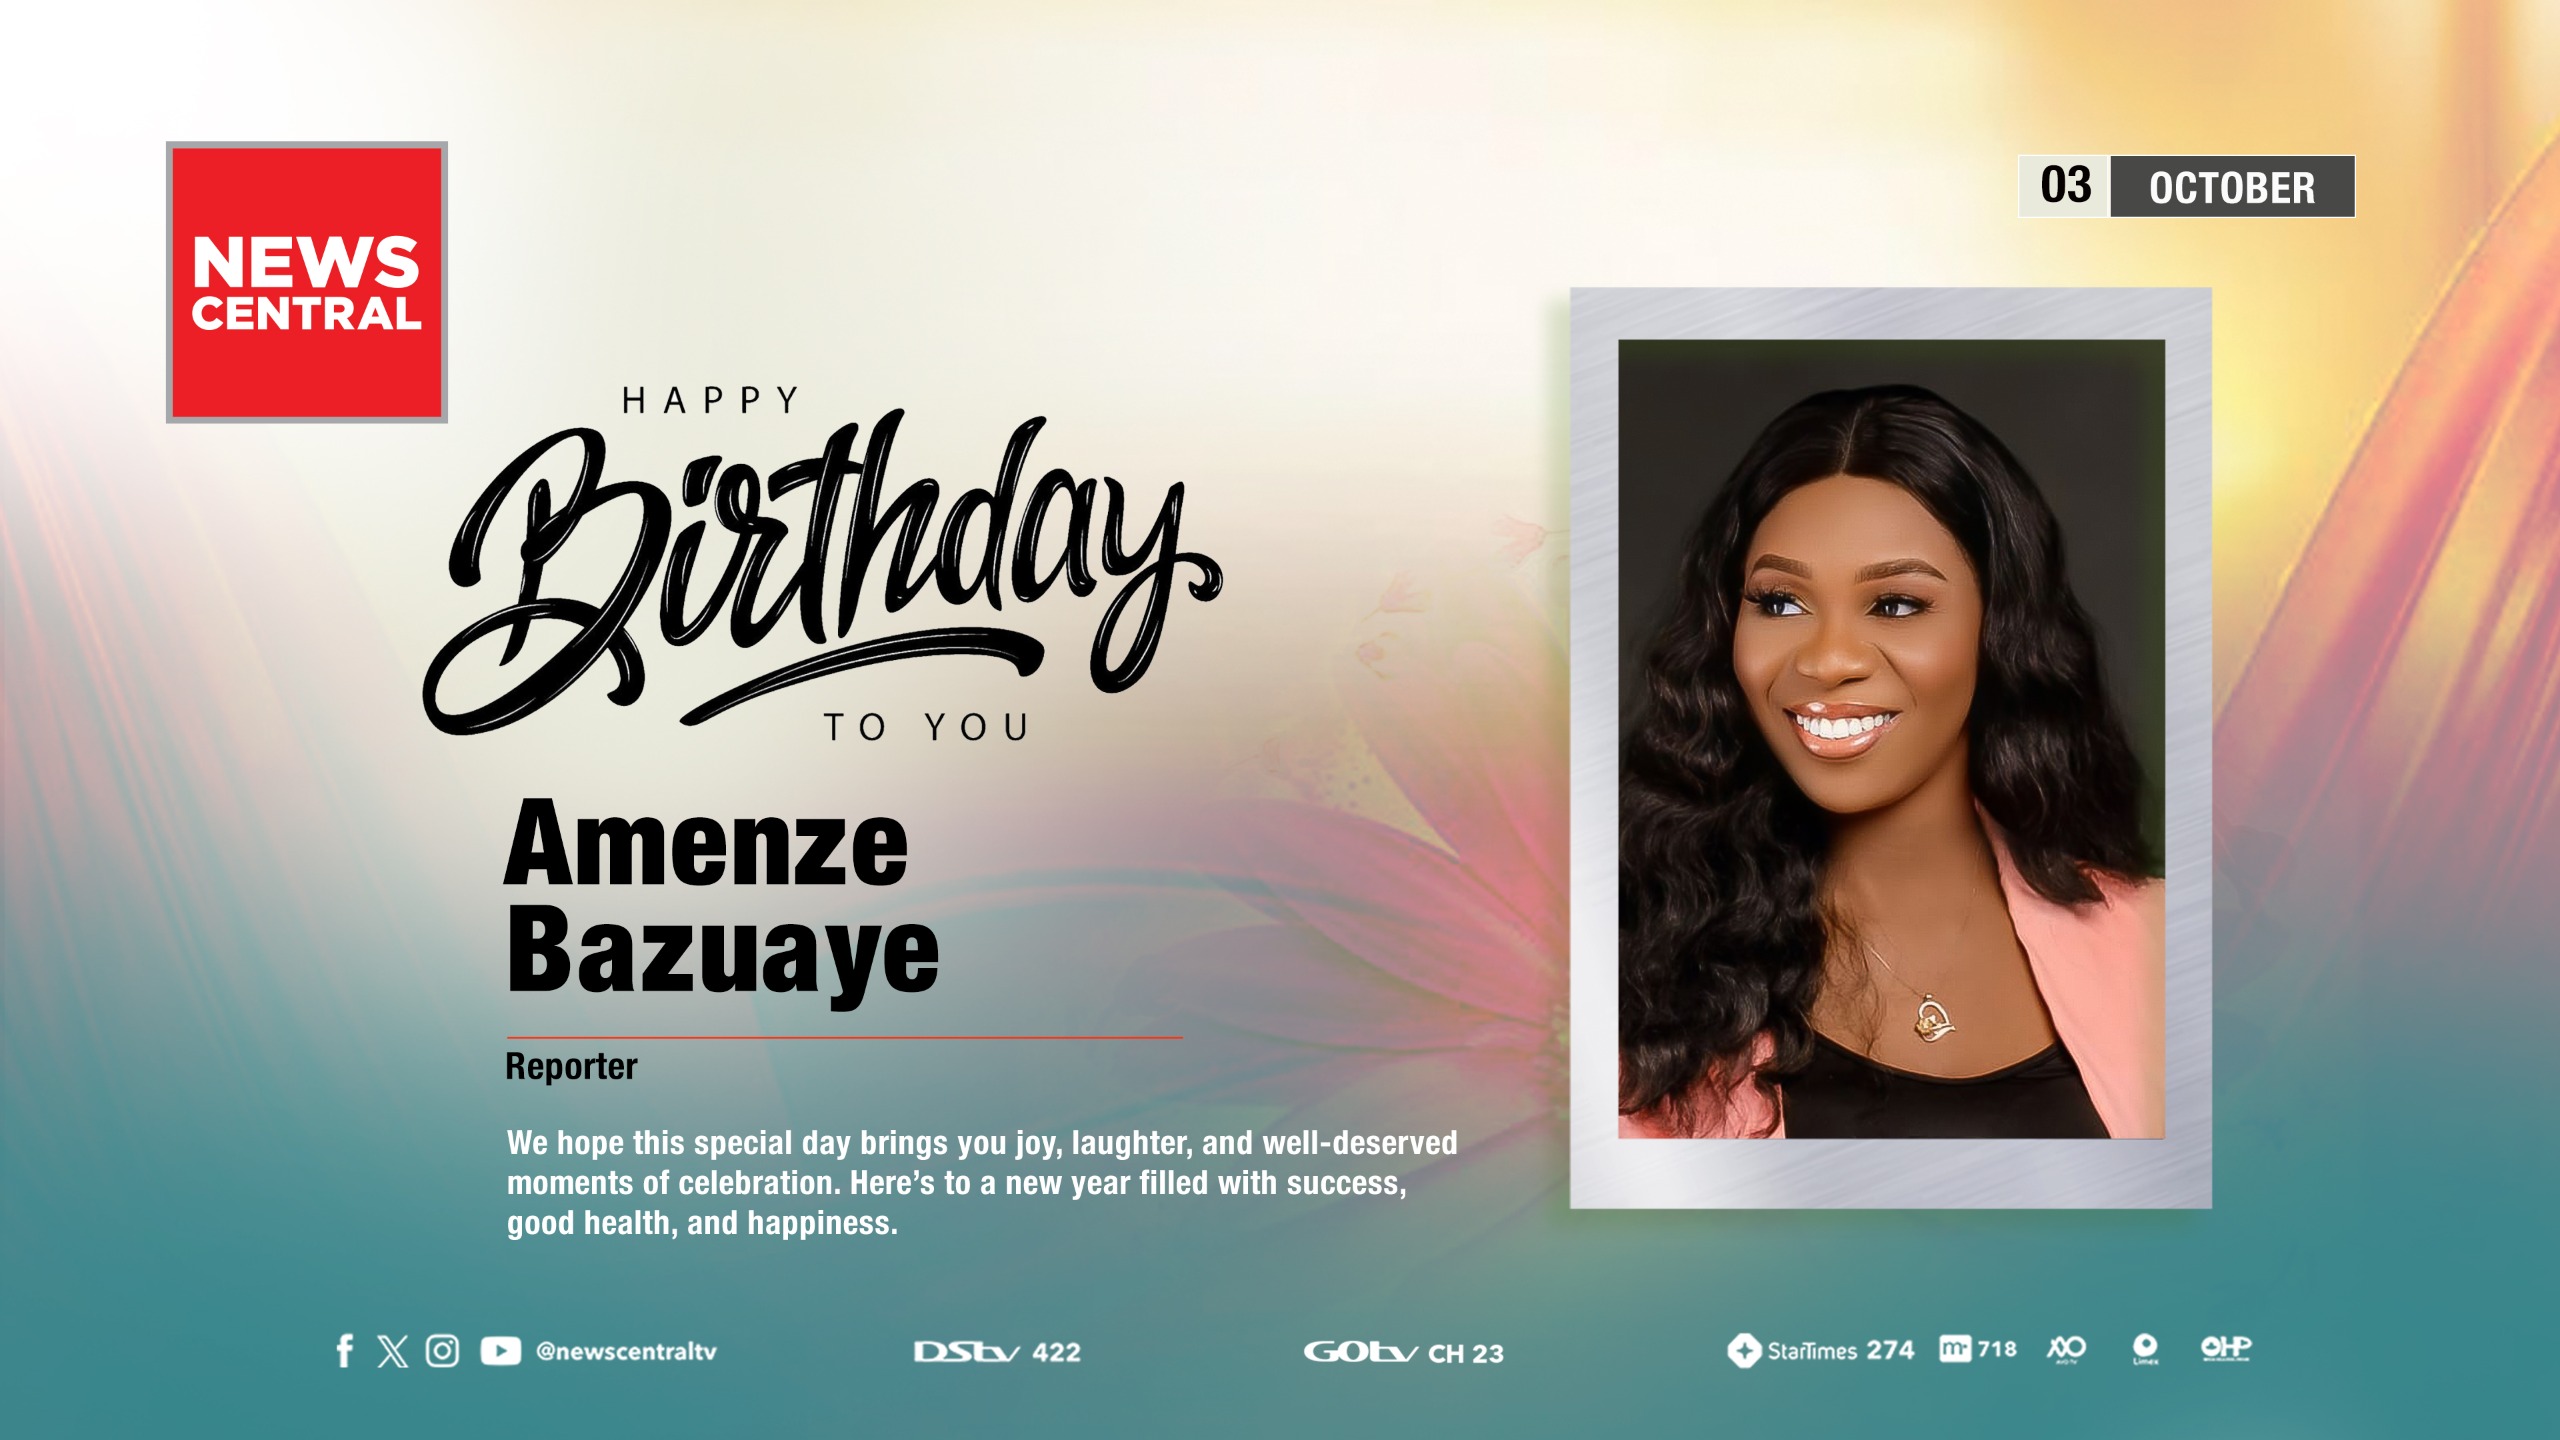 NEWS
CENTRAL
03 OCTOBER
HAPPY
Birthday
TO YOU
Amenze
Bazuaye
Reporter
We hope this special day brings you joy, laughter, and well-deserved
moments of celebration. Here's to a new year filled with success,
good health, and happiness.
@newscentraltv DStv 422 GOtv CH 23 StarTimes 274 718 Limex OHP